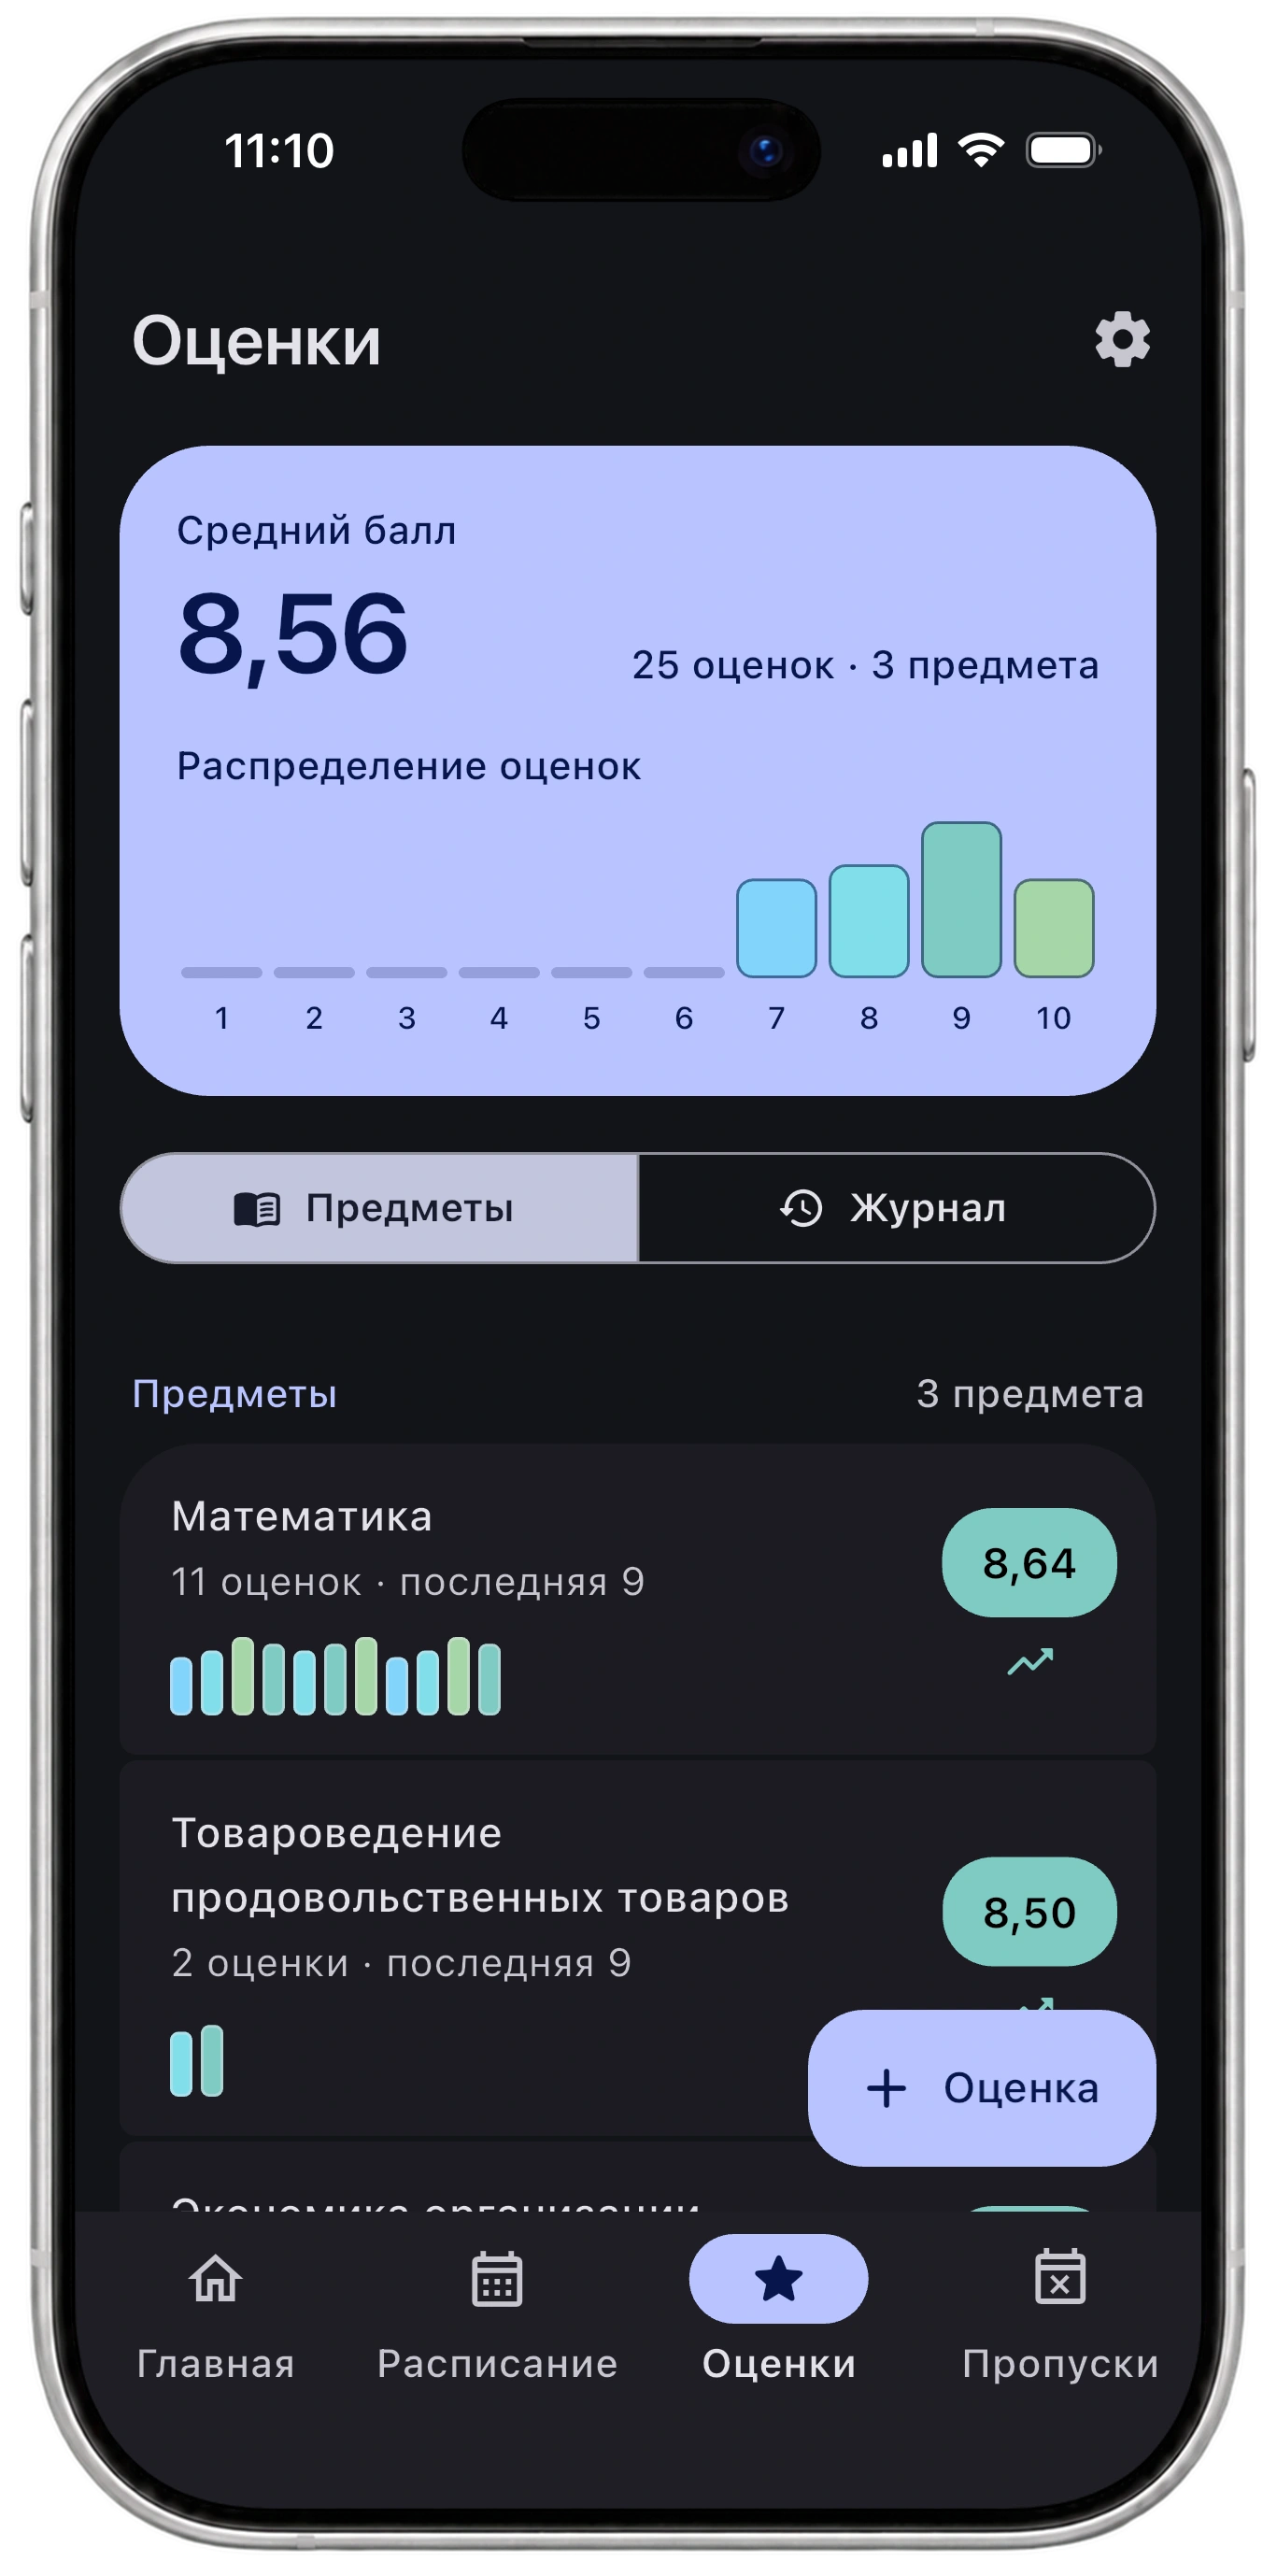 11:10
Оценки
Средний балл
8,56
25 оценок · 3 предмета
Распределение оценок
1 2 3 4 5 6 7 8 9 10
Предметы
Журнал
Предметы
3 предмета
Математика
11 оценок · последняя 9
8,64
Товароведение
продовольственных товаров
2 оценки · последняя 9
8,50
+ Оценка
Экономика организации
Главная
Расписание
Оценки
Пропуски